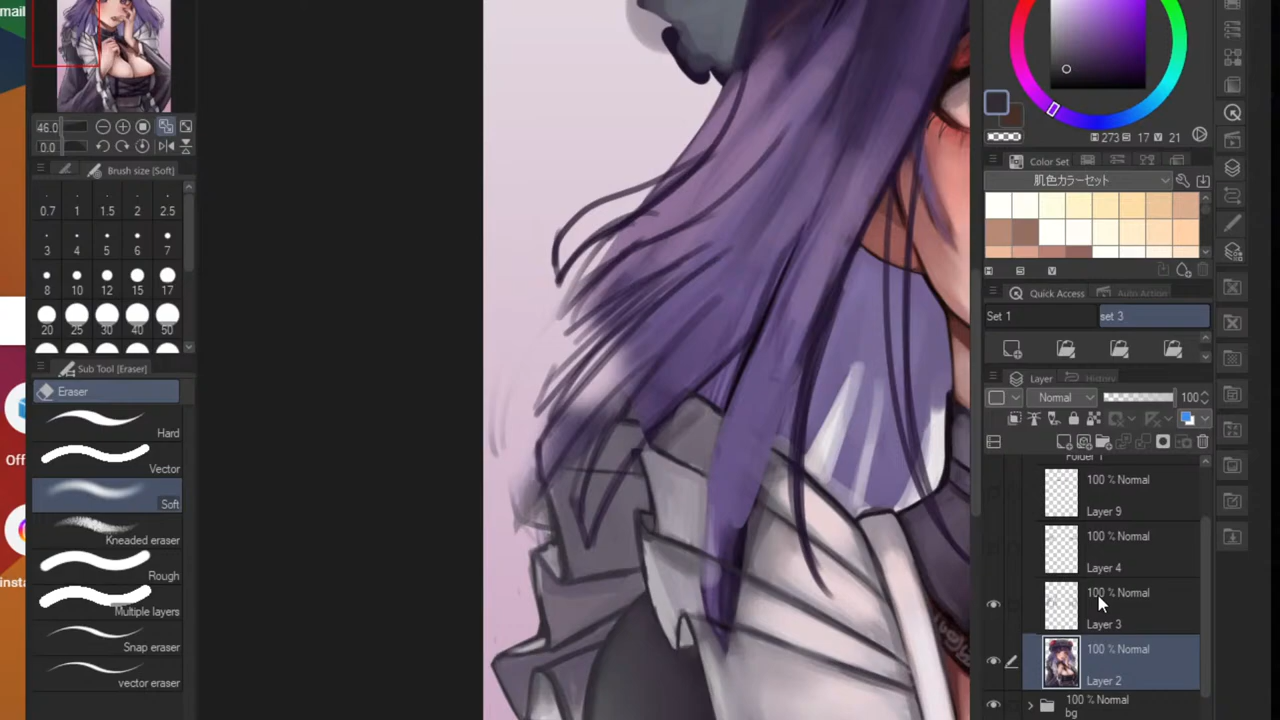 mail
Off
insta
46.0
0.0
Brush size [Soft]
0.7 1 1.5 2 2.5
3 4 5 6 7
8 10 12 15 17
20 25 30 40 50
Sub Tool [Eraser]
Eraser
Hard
Vector
Soft
Kneaded eraser
Rough
Multiple layers
Snap eraser
vector eraser
H 273 S 17 V 21
Color Set
肌色カラーセット
H S V
Quick Access Auto Action
Set 1 set 3
Layer History
Normal 100
Folder 1
100 % Normal
Layer 9
100 % Normal
Layer 4
100 % Normal
Layer 3
100 % Normal
Layer 2
100 % Normal
bg